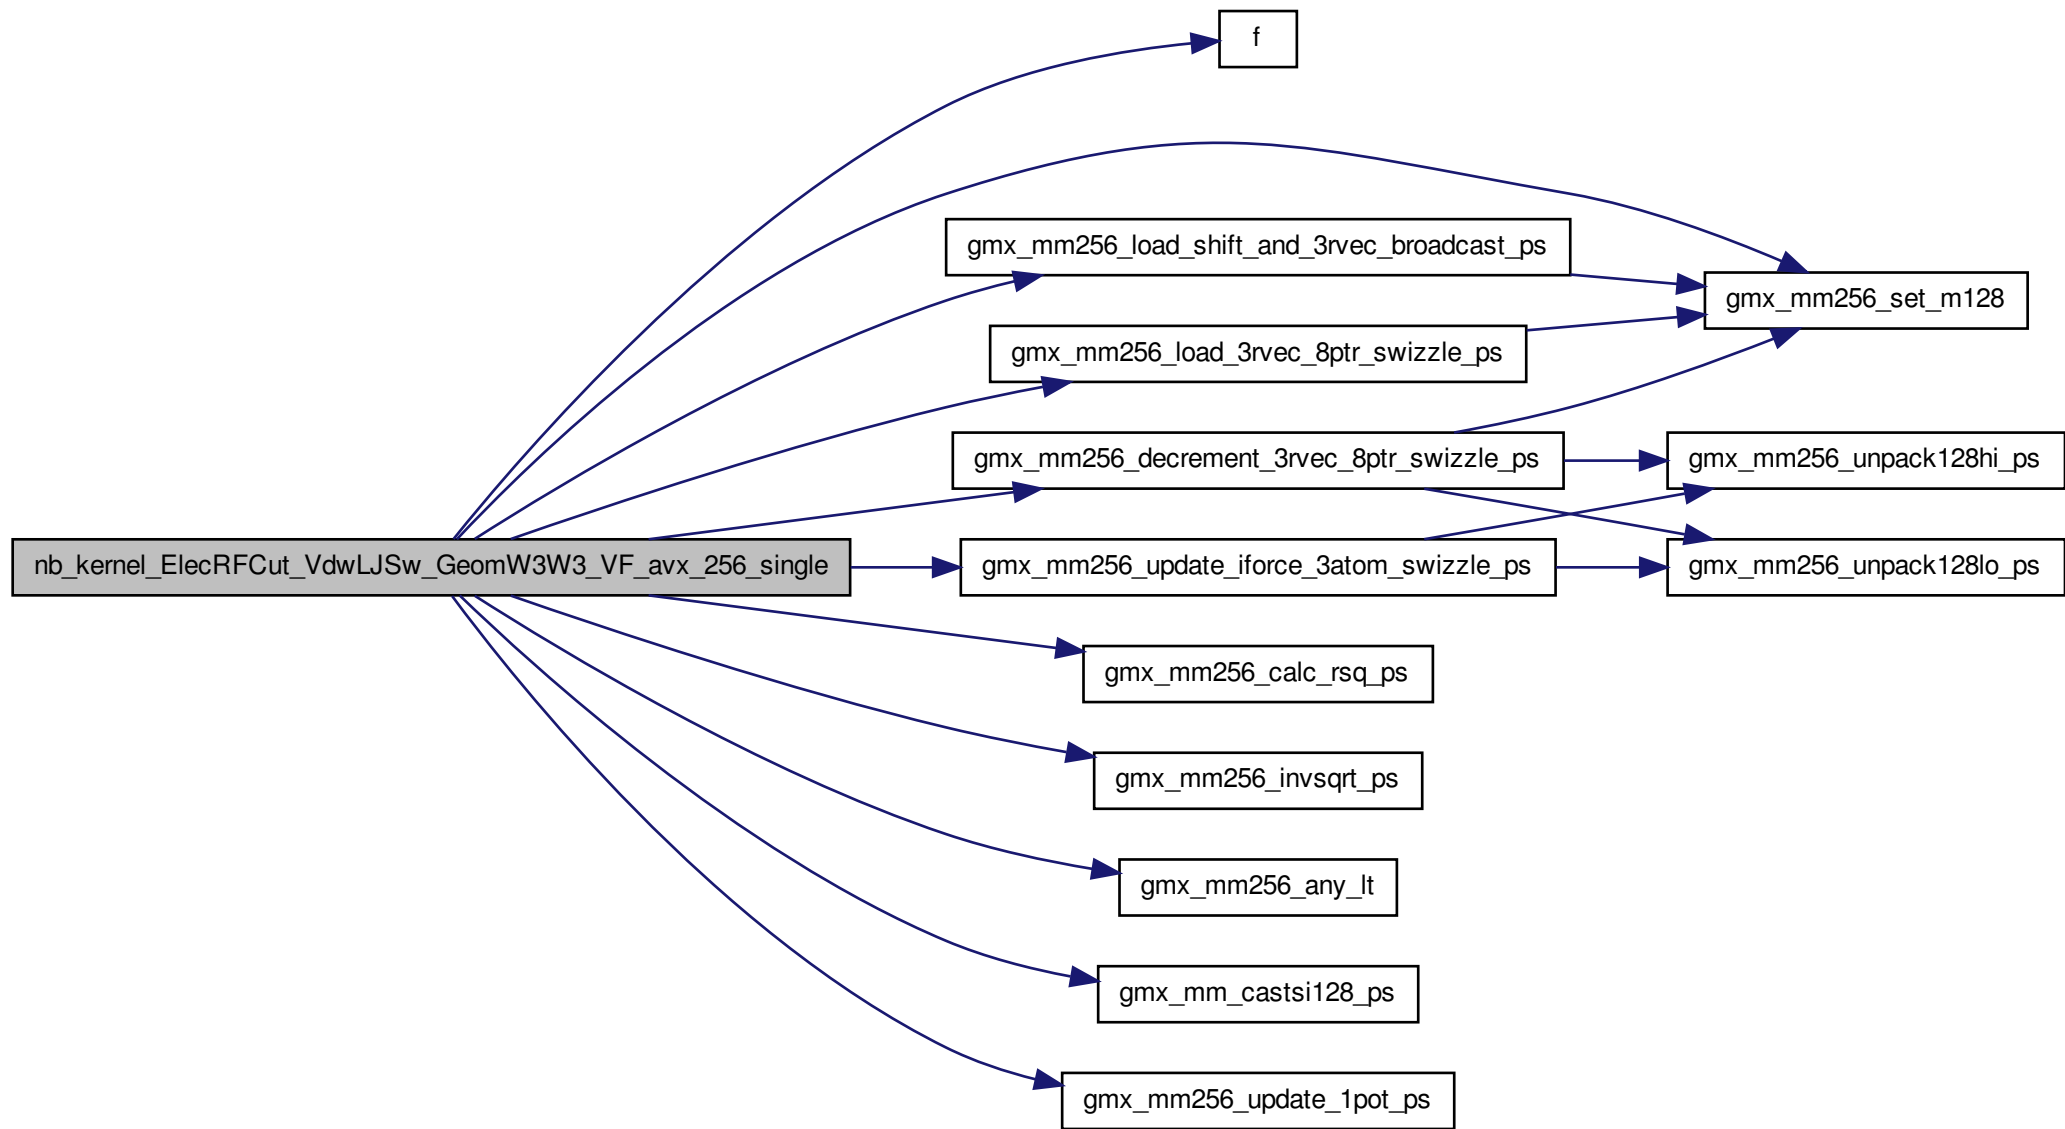 f
gmx_mm256_load_shift_and_3rvec_broadcast_ps
gmx_mm256_set_m128
gmx_mm256_load_3rvec_8ptr_swizzle_ps
gmx_mm256_decrement_3rvec_8ptr_swizzle_ps
gmx_mm256_unpack128hi_ps
nb_kernel_ElecRFCut_VdwLJSw_GeomW3W3_VF_avx_256_single
gmx_mm256_update_iforce_3atom_swizzle_ps
gmx_mm256_unpack128lo_ps
gmx_mm256_calc_rsq_ps
gmx_mm256_invsqrt_ps
gmx_mm256_any_lt
gmx_mm_castsi128_ps
gmx_mm256_update_1pot_ps